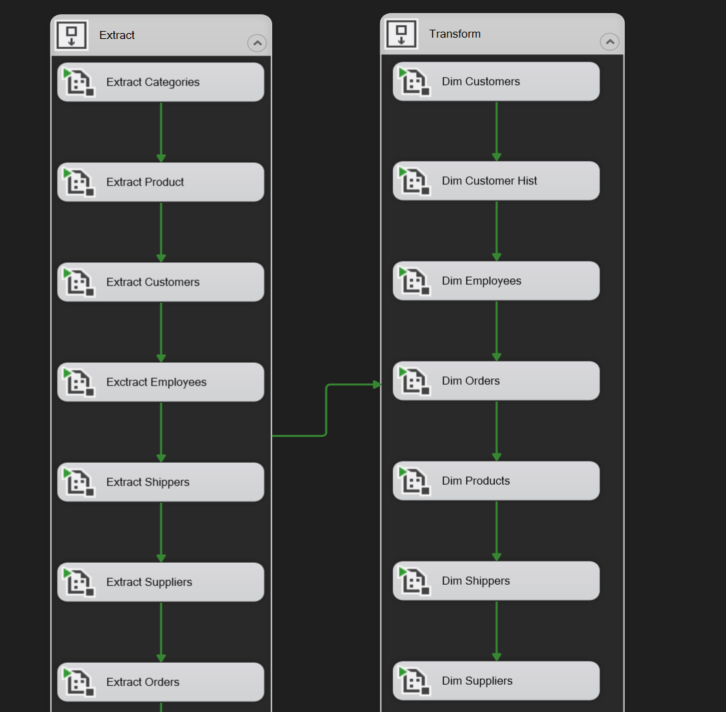 Extract
Extract Categories
Extract Product
Extract Customers
Exctract Employees
Extract Shippers
Extract Suppliers
Extract Orders
Transform
Dim Customers
Dim Customer Hist
Dim Employees
Dim Orders
Dim Products
Dim Shippers
Dim Suppliers